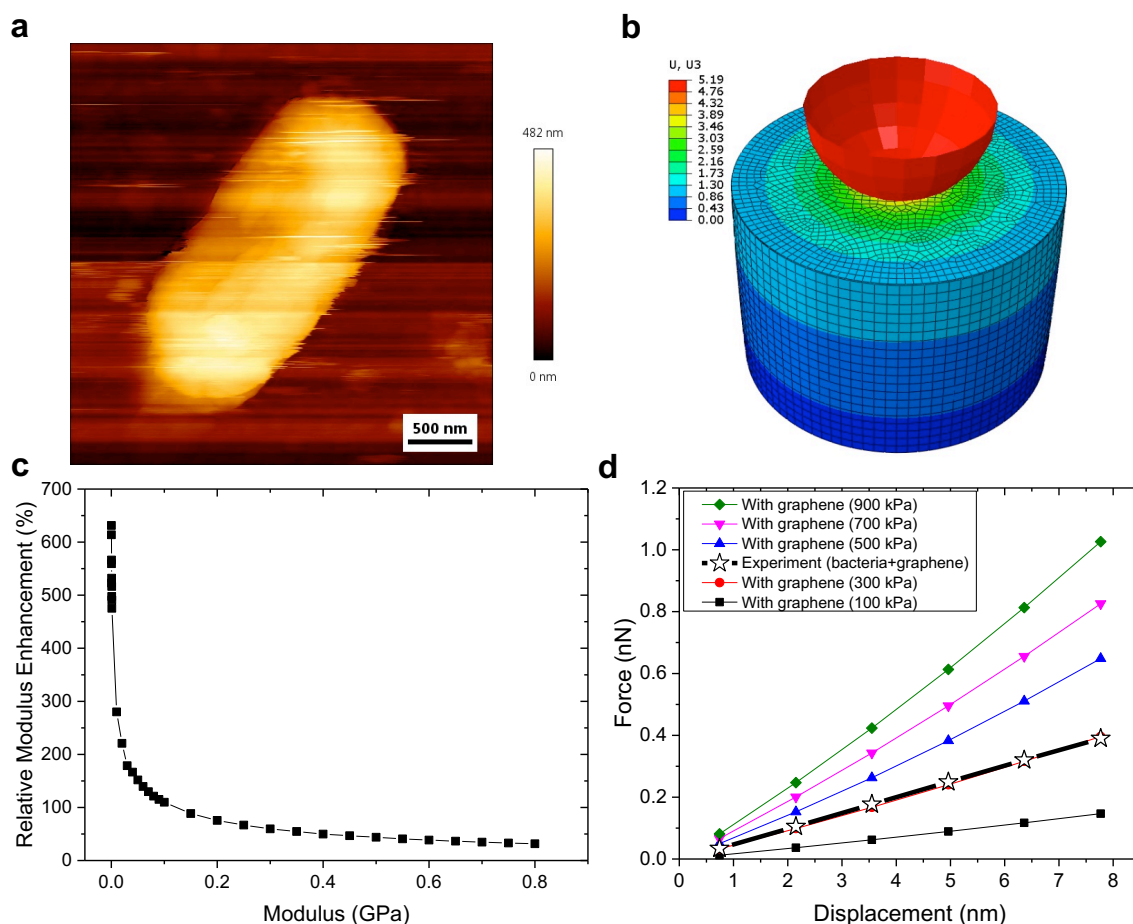 a
482 nm
0 nm
500 nm
b
U, U3
5.19
4.76
4.32
3.89
3.46
3.03
2.59
2.16
1.73
1.30
0.86
0.43
0.00
c
700
600
500
400
300
200
100
0
Relative Modulus Enhancement (%)
0.0
0.2
0.4
0.6
0.8
Modulus (GPa)
d
1.2
1.0
0.8
0.6
0.4
0.2
0.0
Force (nN)
With graphene (900 kPa)
With graphene (700 kPa)
With graphene (500 kPa)
Experiment (bacteria+graphene)
With graphene (300 kPa)
With graphene (100 kPa)
0
1
2
3
4
5
6
7
8
Displacement (nm)